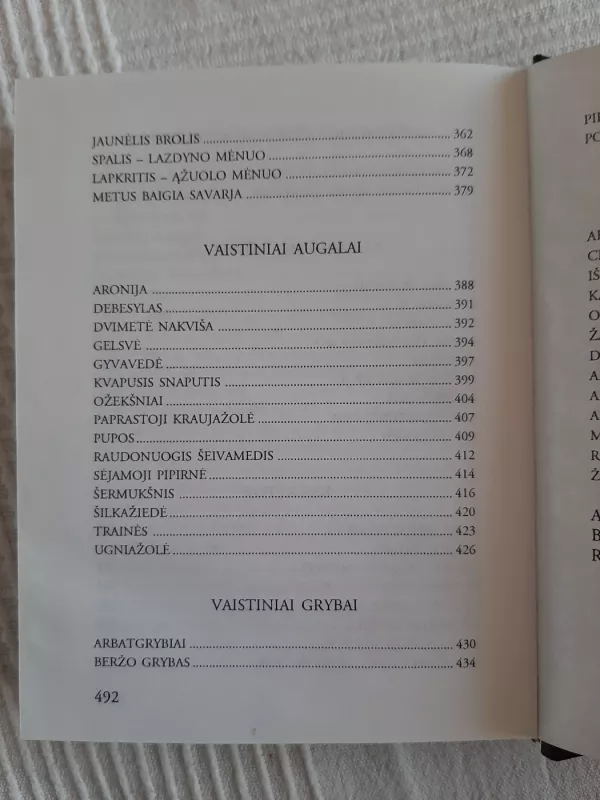 JAUNĖLIS BROLIS 362
SPALIS – LAZDYNO MĖNUO 368
LAPKRITIS – ĄŽUOLO MĖNUO 372
METUS BAIGIA SAVARJA 379
VAISTINIAI AUGALAI
ARONIJA 388
DEBESYLAS 391
DVIMETĖ NAKVIŠA 392
GELSVĖ 394
GYVAVEDĖ 397
KVAPUSIS SNAPUTIS 399
OŽEKŠNIAI 404
PAPRASTOJI KRAUJAŽOLĖ 407
PUPOS 409
RAUDONUOGIS ŠEIVAMEDIS 412
SĖJAMOJI PIPIRNĖ 414
ŠERMUKŠNIS 416
ŠILKAŽIEDĖ 420
TRAINĖS 423
UGNIAŽOLĖ 426
VAISTINIAI GRYBAI
ARBATGRYBIAI 430
BERŽO GRYBAS 434
492